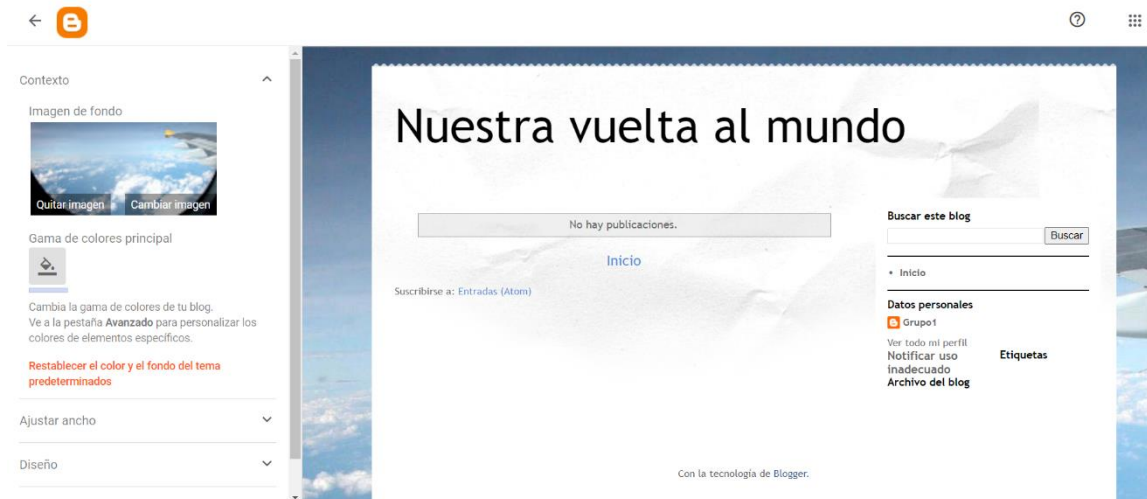 Contexto
Imagen de fondo
Quitar imagen
Cambiar imagen
Gama de colores principal
Cambia la gama de colores de tu blog.
Ve a la pestaña Avanzado para personalizar los
colores de elementos específicos.
Restablecer el color y el fondo del tema
predeterminados
Ajustar ancho
Diseño
Nuestra vuelta al mundo
No hay publicaciones.
Inicio
Suscribirse a: Entradas (Atom)
Buscar este blog
Buscar
Inicio
Datos personales
Grupo1
Ver todo mi perfil
Notificar uso
inadecuado
Archivo del blog
Etiquetas
Con la tecnología de Blogger.